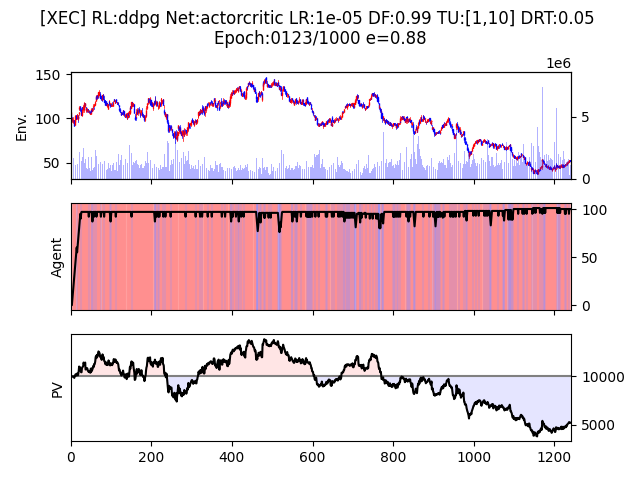 [XEC] RL:ddpg Net:actorcritic LR:1e-05 DF:0.99 TU:[1,10] DRT:0.05
Epoch:0123/1000 e=0.88
1e6
150
100
50
Env.
5
0
Agent
100
50
0
PV
10000
5000
0 200 400 600 800 1000 1200